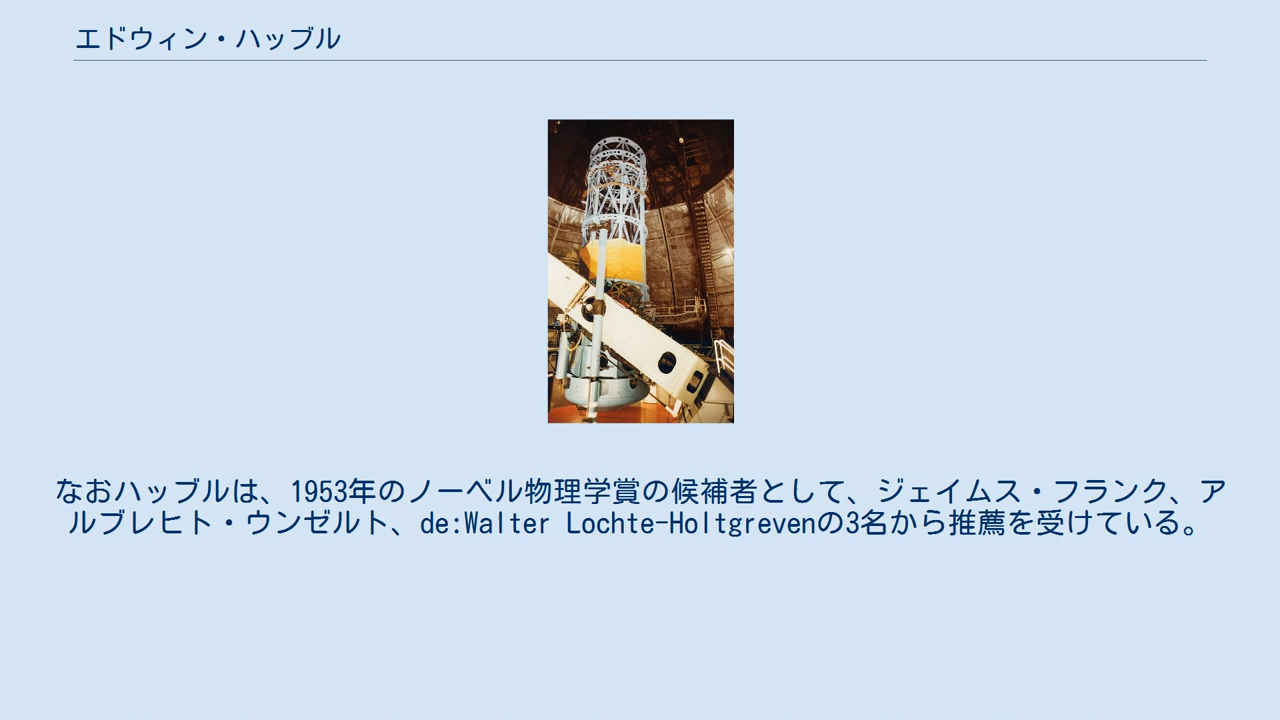 エドウィン・ハッブル
なおハッブルは、1953年のノーベル物理学賞の候補者として、ジェイムス・フランク、ア
ルブレヒト・ウンゼルト、de:Walter Lochte-Holtgrevenの3名から推薦を受けている。